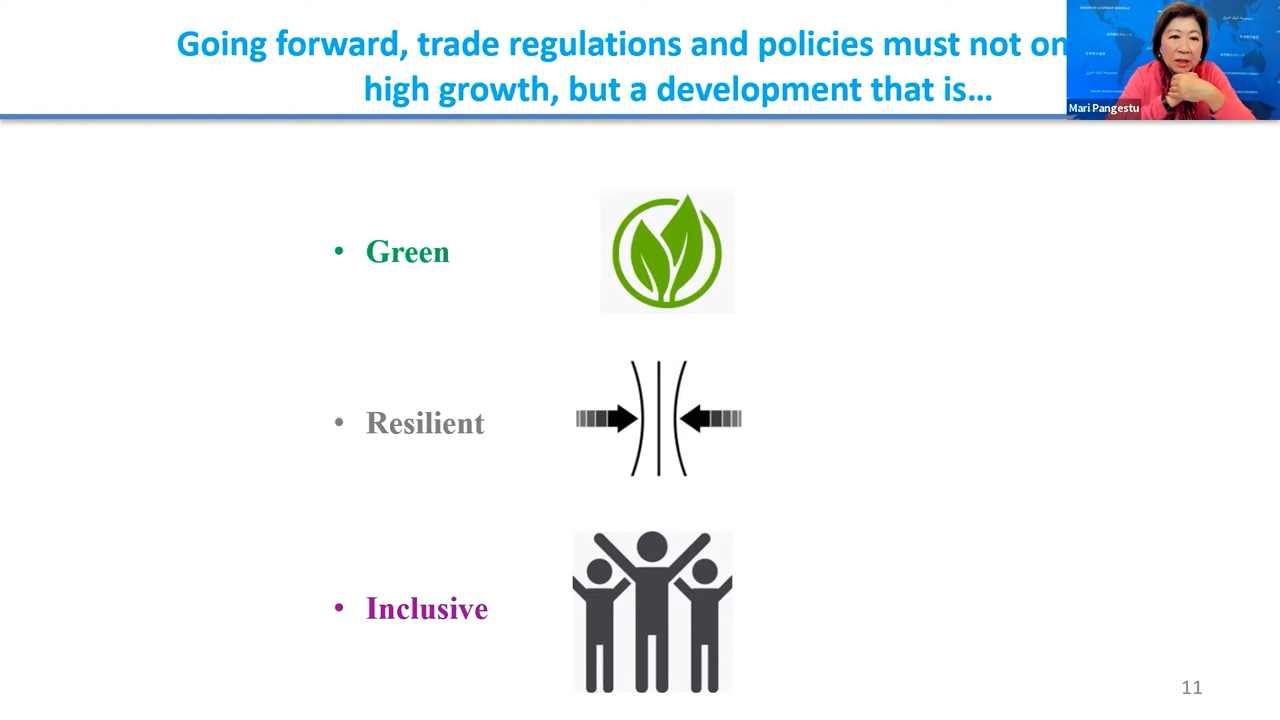 Going forward, trade regulations and policies must not on
high growth, but a development that is...
Mari Pangestu
• Green
• Resilient
• Inclusive
11